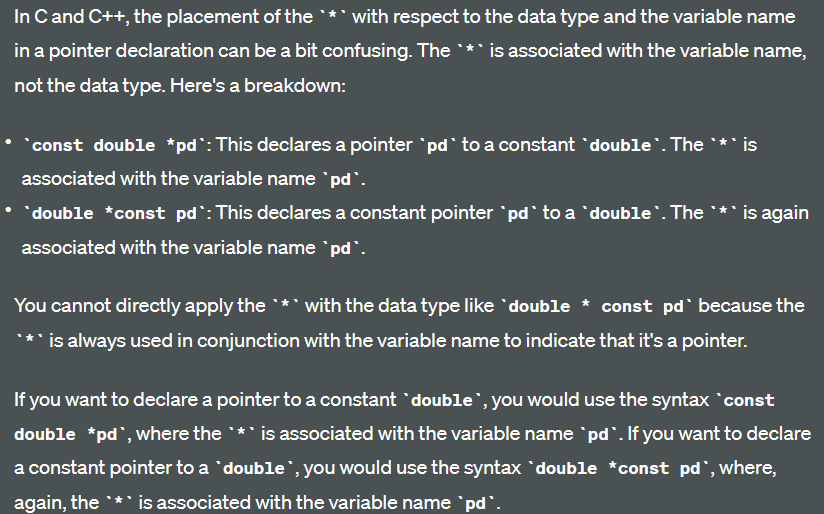 In C and C++, the placement of the `*` with respect to the data type and the variable name
in a pointer declaration can be a bit confusing. The `*` is associated with the variable name,
not the data type. Here's a breakdown:
• `const double *pd`: This declares a pointer `pd` to a constant `double`. The `*` is
associated with the variable name `pd`.
• `double *const pd`: This declares a constant pointer `pd` to a `double`. The `*` is again
associated with the variable name `pd`.
You cannot directly apply the `*` with the data type like `double * const pd` because the
`*` is always used in conjunction with the variable name to indicate that it's a pointer.
If you want to declare a pointer to a constant `double`, you would use the syntax `const
double *pd`, where the `*` is associated with the variable name `pd`. If you want to declare
a constant pointer to a `double`, you would use the syntax `double *const pd`, where,
again, the `*` is associated with the variable name `pd`.